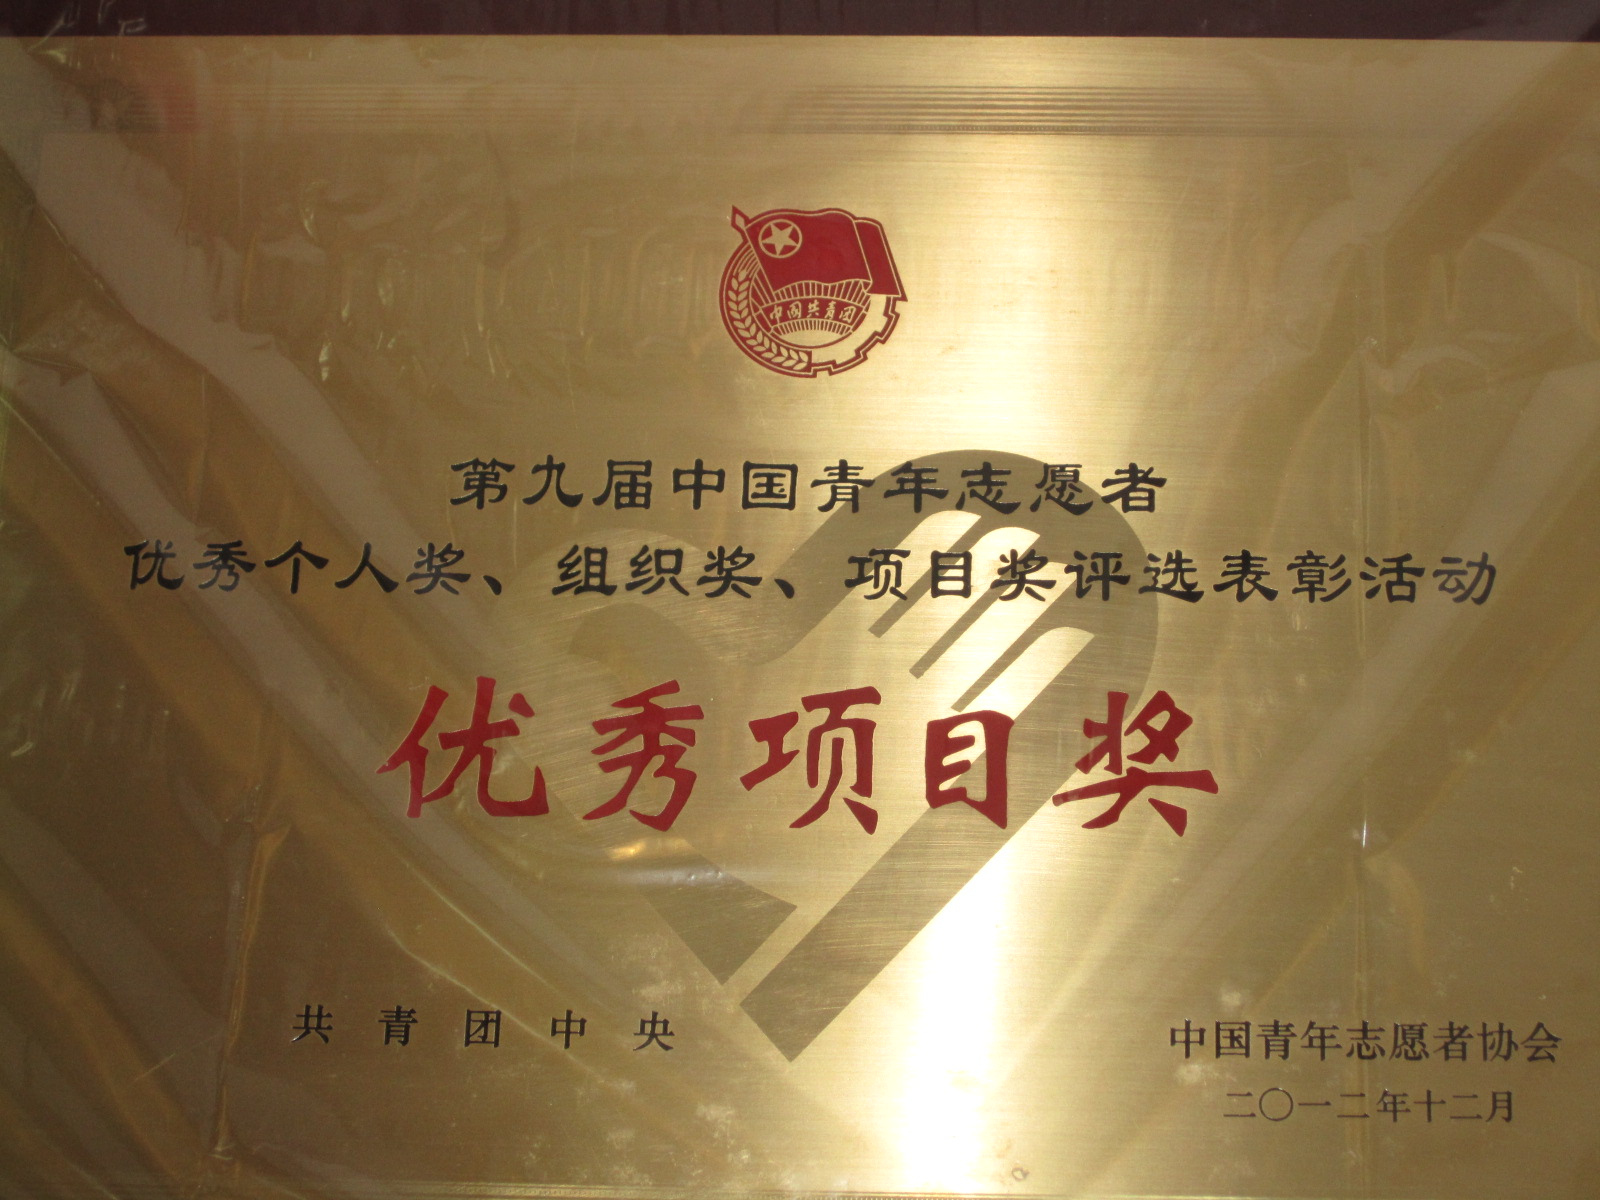 中国共青团
第九届中国青年志愿者
优秀个人奖、组织奖、项目奖评选表彰活动
优秀项目奖
共青团中央
中国青年志愿者协会
二〇一二年十二月